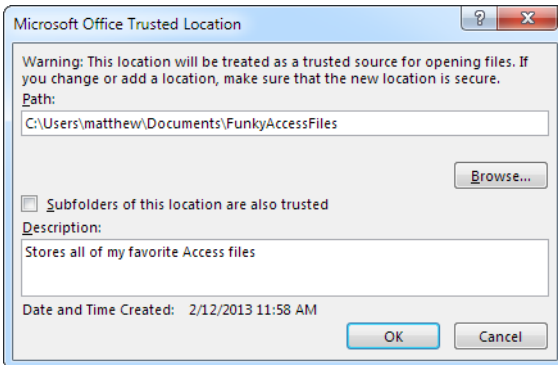 Microsoft Office Trusted Location
Warning: This location will be treated as a trusted source for opening files. If
you change or add a location, make sure that the new location is secure.
Path:
C:\Users\matthew\Documents\FunkyAccessFiles
Browse...
Subfolders of this location are also trusted
Description:
Stores all of my favorite Access files
Date and Time Created: 2/12/2013 11:58 AM
OK Cancel